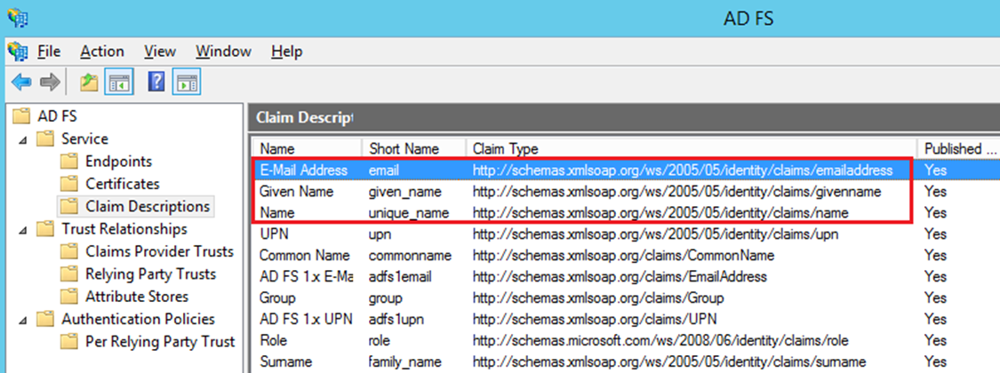 AD FS
File Action View Window Help
AD FS
Service
Endpoints
Certificates
Claim Descriptions
Trust Relationships
Claims Provider Trusts
Relying Party Trusts
Attribute Stores
Authentication Policies
Per Relying Party Trust
Claim Descript
Name Short Name Claim Type Published ...
E-Mail Address email http://schemas.xmlsoap.org/ws/2005/05/identity/claims/emailaddress Yes
Given Name given_name http://schemas.xmlsoap.org/ws/2005/05/identity/claims/givenname Yes
Name unique_name http://schemas.xmlsoap.org/ws/2005/05/identity/claims/name Yes
UPN upn http://schemas.xmlsoap.org/ws/2005/05/identity/claims/upn Yes
Common Name commonname http://schemas.xmlsoap.org/claims/CommonName Yes
AD FS 1.x E-Ma adfs1email http://schemas.xmlsoap.org/claims/EmailAddress Yes
Group group http://schemas.xmlsoap.org/claims/Group Yes
AD FS 1.x UPN adfs1upn http://schemas.xmlsoap.org/claims/UPN Yes
Role role http://schemas.microsoft.com/ws/2008/06/identity/claims/role Yes
Surname family_name http://schemas.xmlsoap.org/ws/2005/05/identity/claims/surname Yes